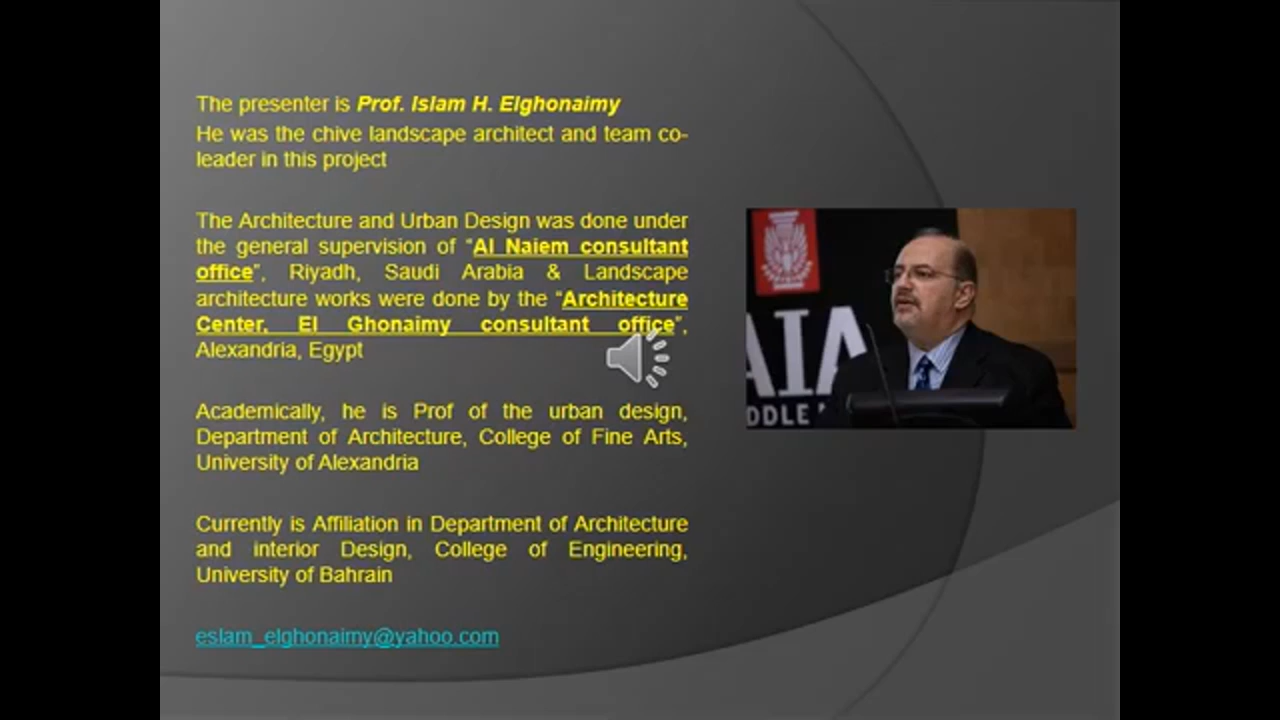 The presenter is Prof. Islam H. Elghonaimy
He was the chive landscape architect and team co-
leader in this project
The Architecture and Urban Design was done under
the general supervision of “Al Naiem consultant
office”, Riyadh, Saudi Arabia & Landscape
architecture works were done by the “Architecture
Center, El Ghonaimy consultant office”,
Alexandria, Egypt
Academically, he is Prof of the urban design,
Department of Architecture, College of Fine Arts,
University of Alexandria
Currently is Affiliation in Department of Architecture
and interior Design, College of Engineering,
University of Bahrain
eslam_elghonaimy@yahoo.com
AIA
DDLE